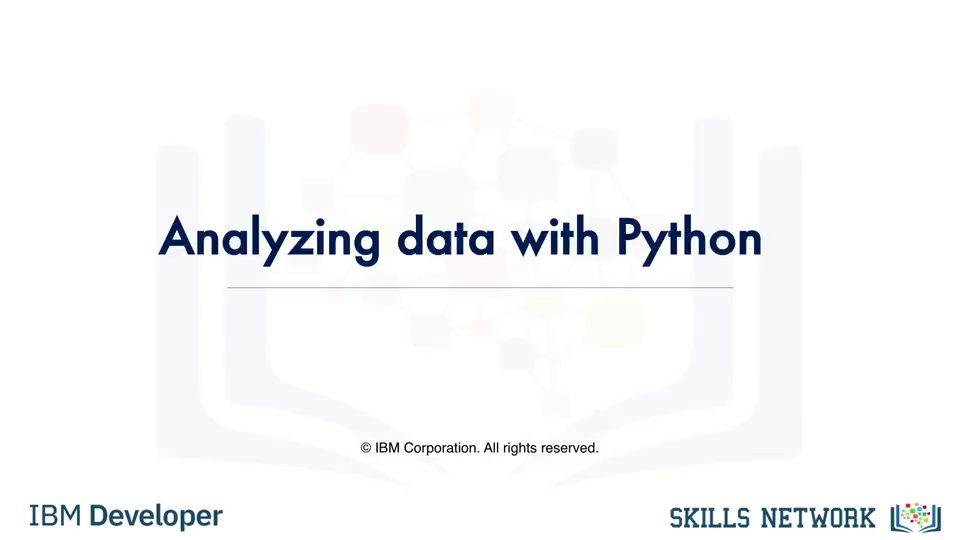 Analyzing data with Python
© IBM Corporation. All rights reserved.
IBM Developer
SKILLS NETWORK